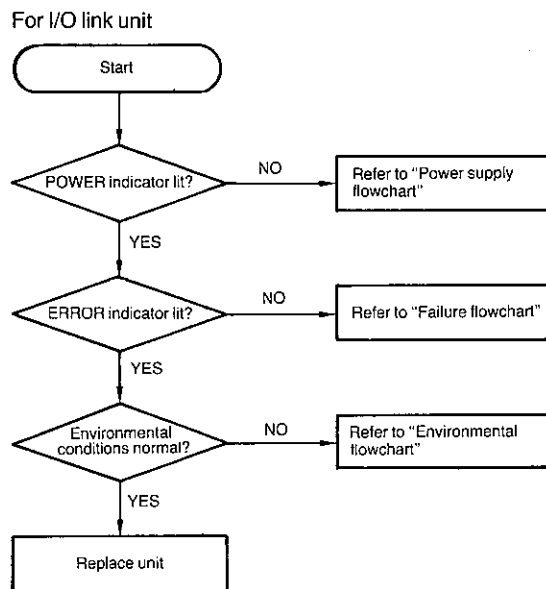 For I/O link unit
Start
POWER indicator lit?
NO
Refer to “Power supply
flowchart”
YES
ERROR indicator lit?
NO
Refer to “Failure flowchart”
YES
Environmental
conditions normal?
NO
Refer to “Environmental
flowchart”
YES
Replace unit